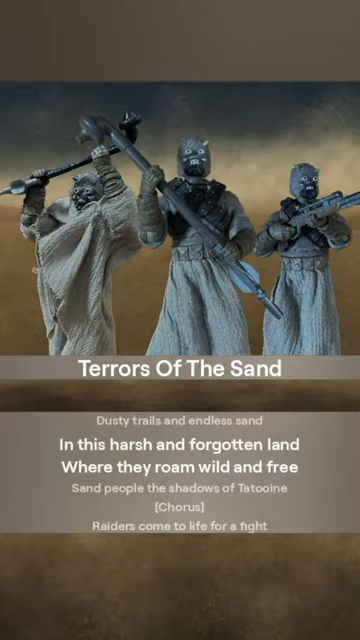 Terrors Of The Sand
Dusty trails and endless sand
In this harsh and forgotten land
Where they roam wild and free
Sand people the shadows of Tatooine
[Chorus]
Raiders come to life for a fight